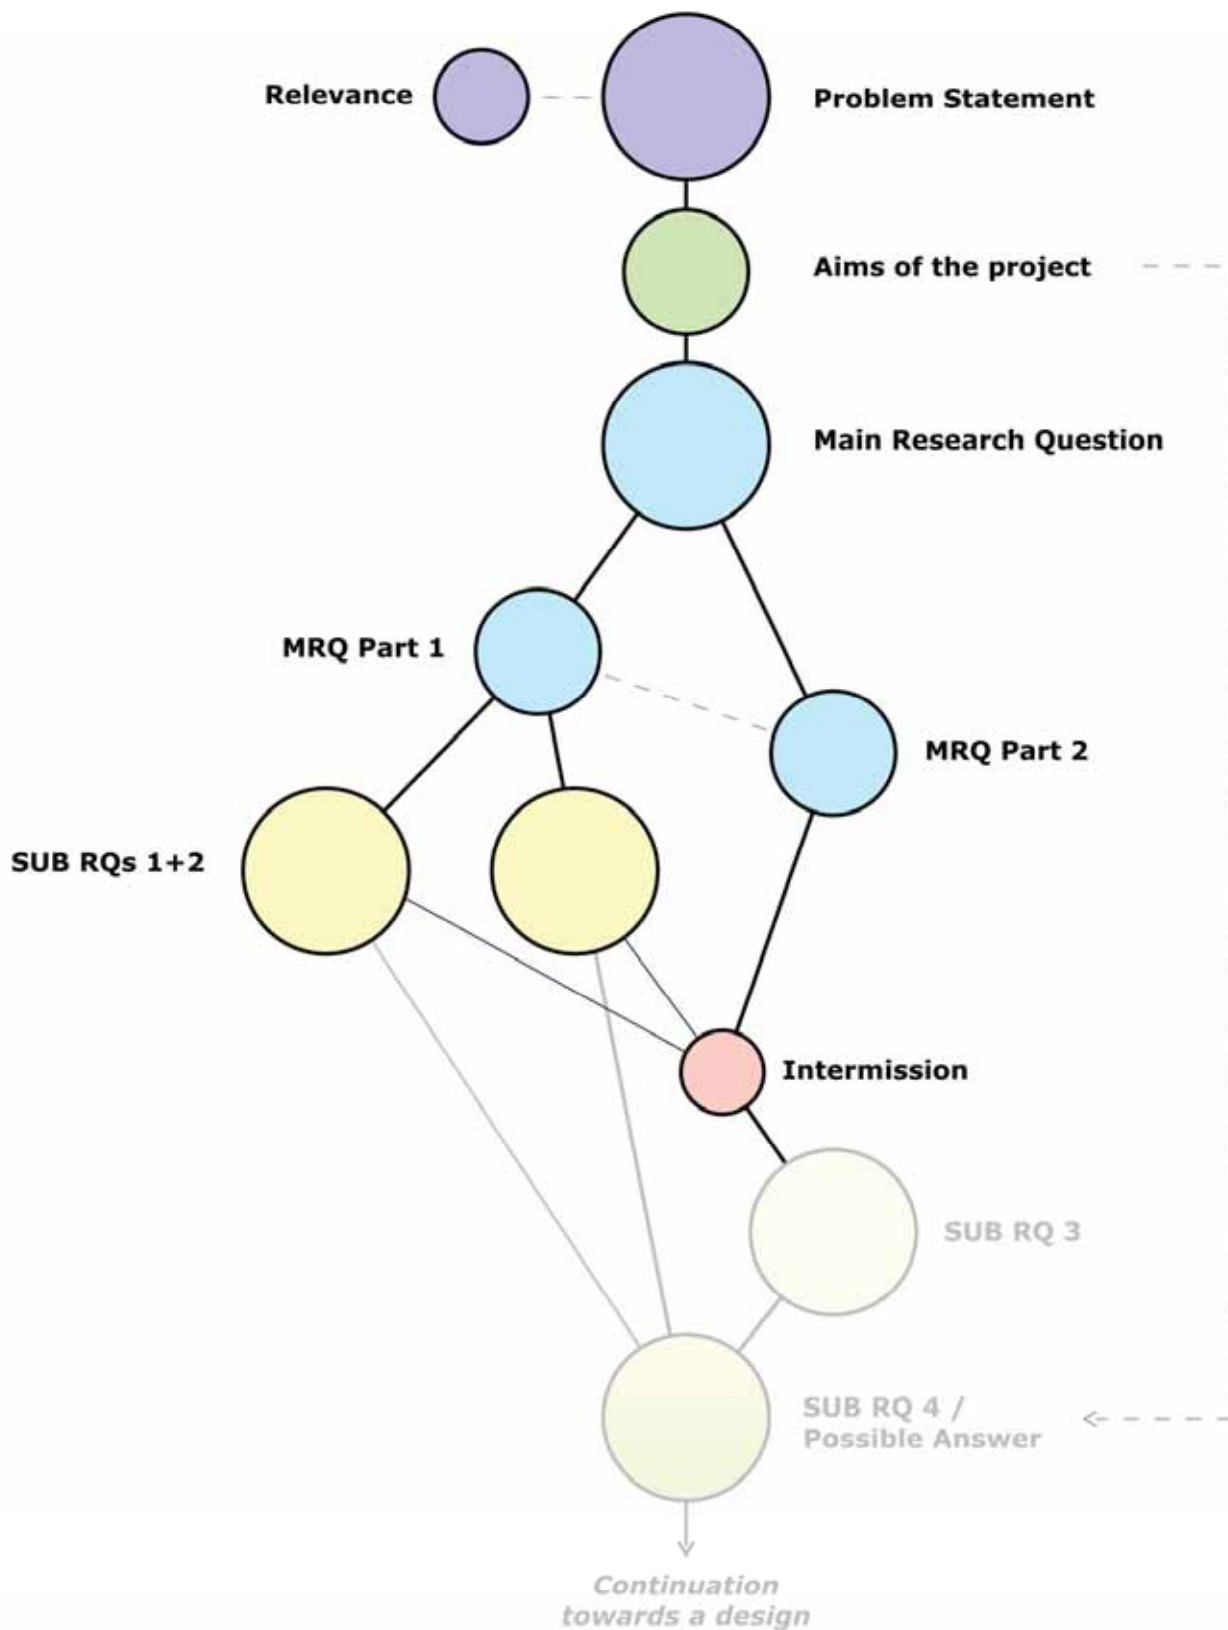 Relevance
Problem Statement
Aims of the project
Main Research Question
MRQ Part 1
MRQ Part 2
SUB RQs 1+2
Intermission
SUB RQ 3
SUB RQ 4 /
Possible Answer
Continuation
towards a design